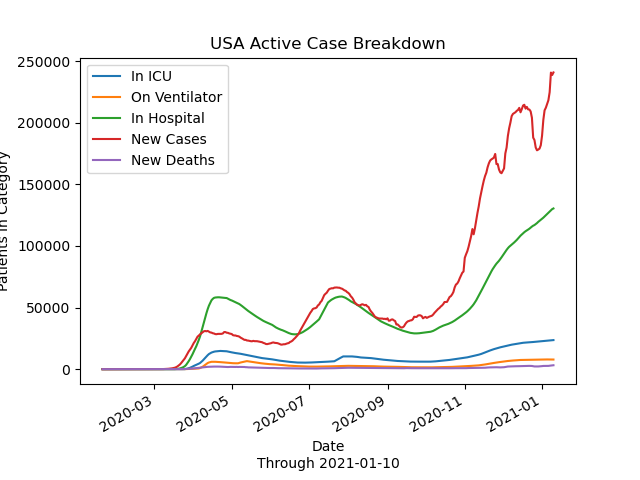 USA Active Case Breakdown
In ICU
On Ventilator
In Hospital
New Cases
New Deaths
250000
200000
150000
100000
50000
0
Patients in Category
2020-03
2020-05
2020-07
2020-09
2020-11
2021-01
Date
Through 2021-01-10